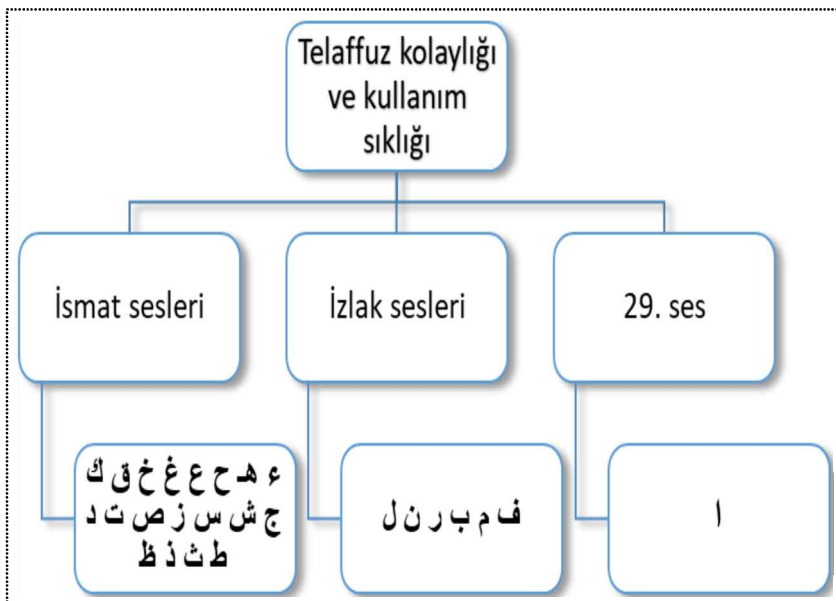 Telaffuz kolaylığı
ve kullanım
sıklığı
İsmat sesleri
İzlak sesleri
29. ses
ء هـ ح ع غ خ ق ك
ج ش س ز ص ت د
ط ث ذ ظ
ف م ب ر ن ل
ا